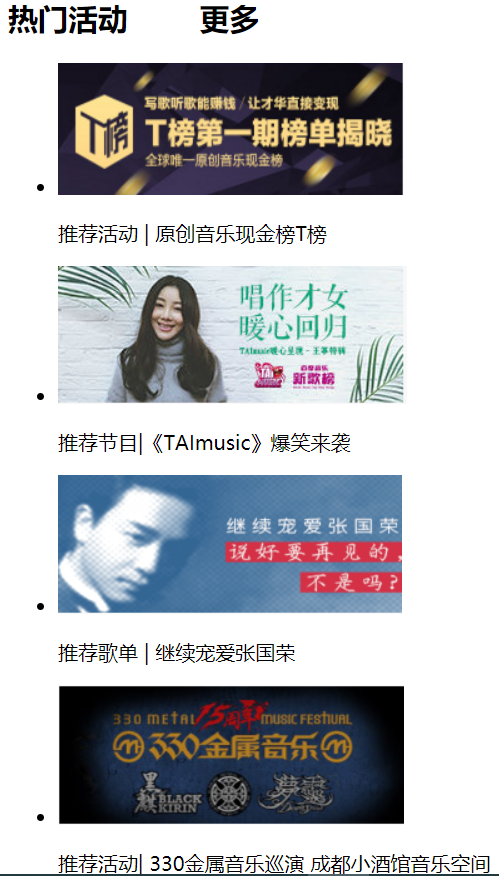 热门活动 更多
T榜
写歌听歌能赚钱 / 让才华直接变现
T榜第一期榜单揭晓
全球唯一原创音乐现金榜
推荐活动 | 原创音乐现金榜T榜
唱作才女
暖心回归
TAImusic暖心呈现 - 王筝特辑
TAI
百度音乐
新歌榜
推荐节目|《TAImusic》爆笑来袭
继续宠爱张国荣
说好要再见的，
不是吗?
推荐歌单 | 继续宠爱张国荣
330 METAL 15周年 MUSIC FESTIVAL
330金属音乐
黑麒 BLACK KIRIN
推荐活动| 330金属音乐巡演 成都小酒馆音乐空间